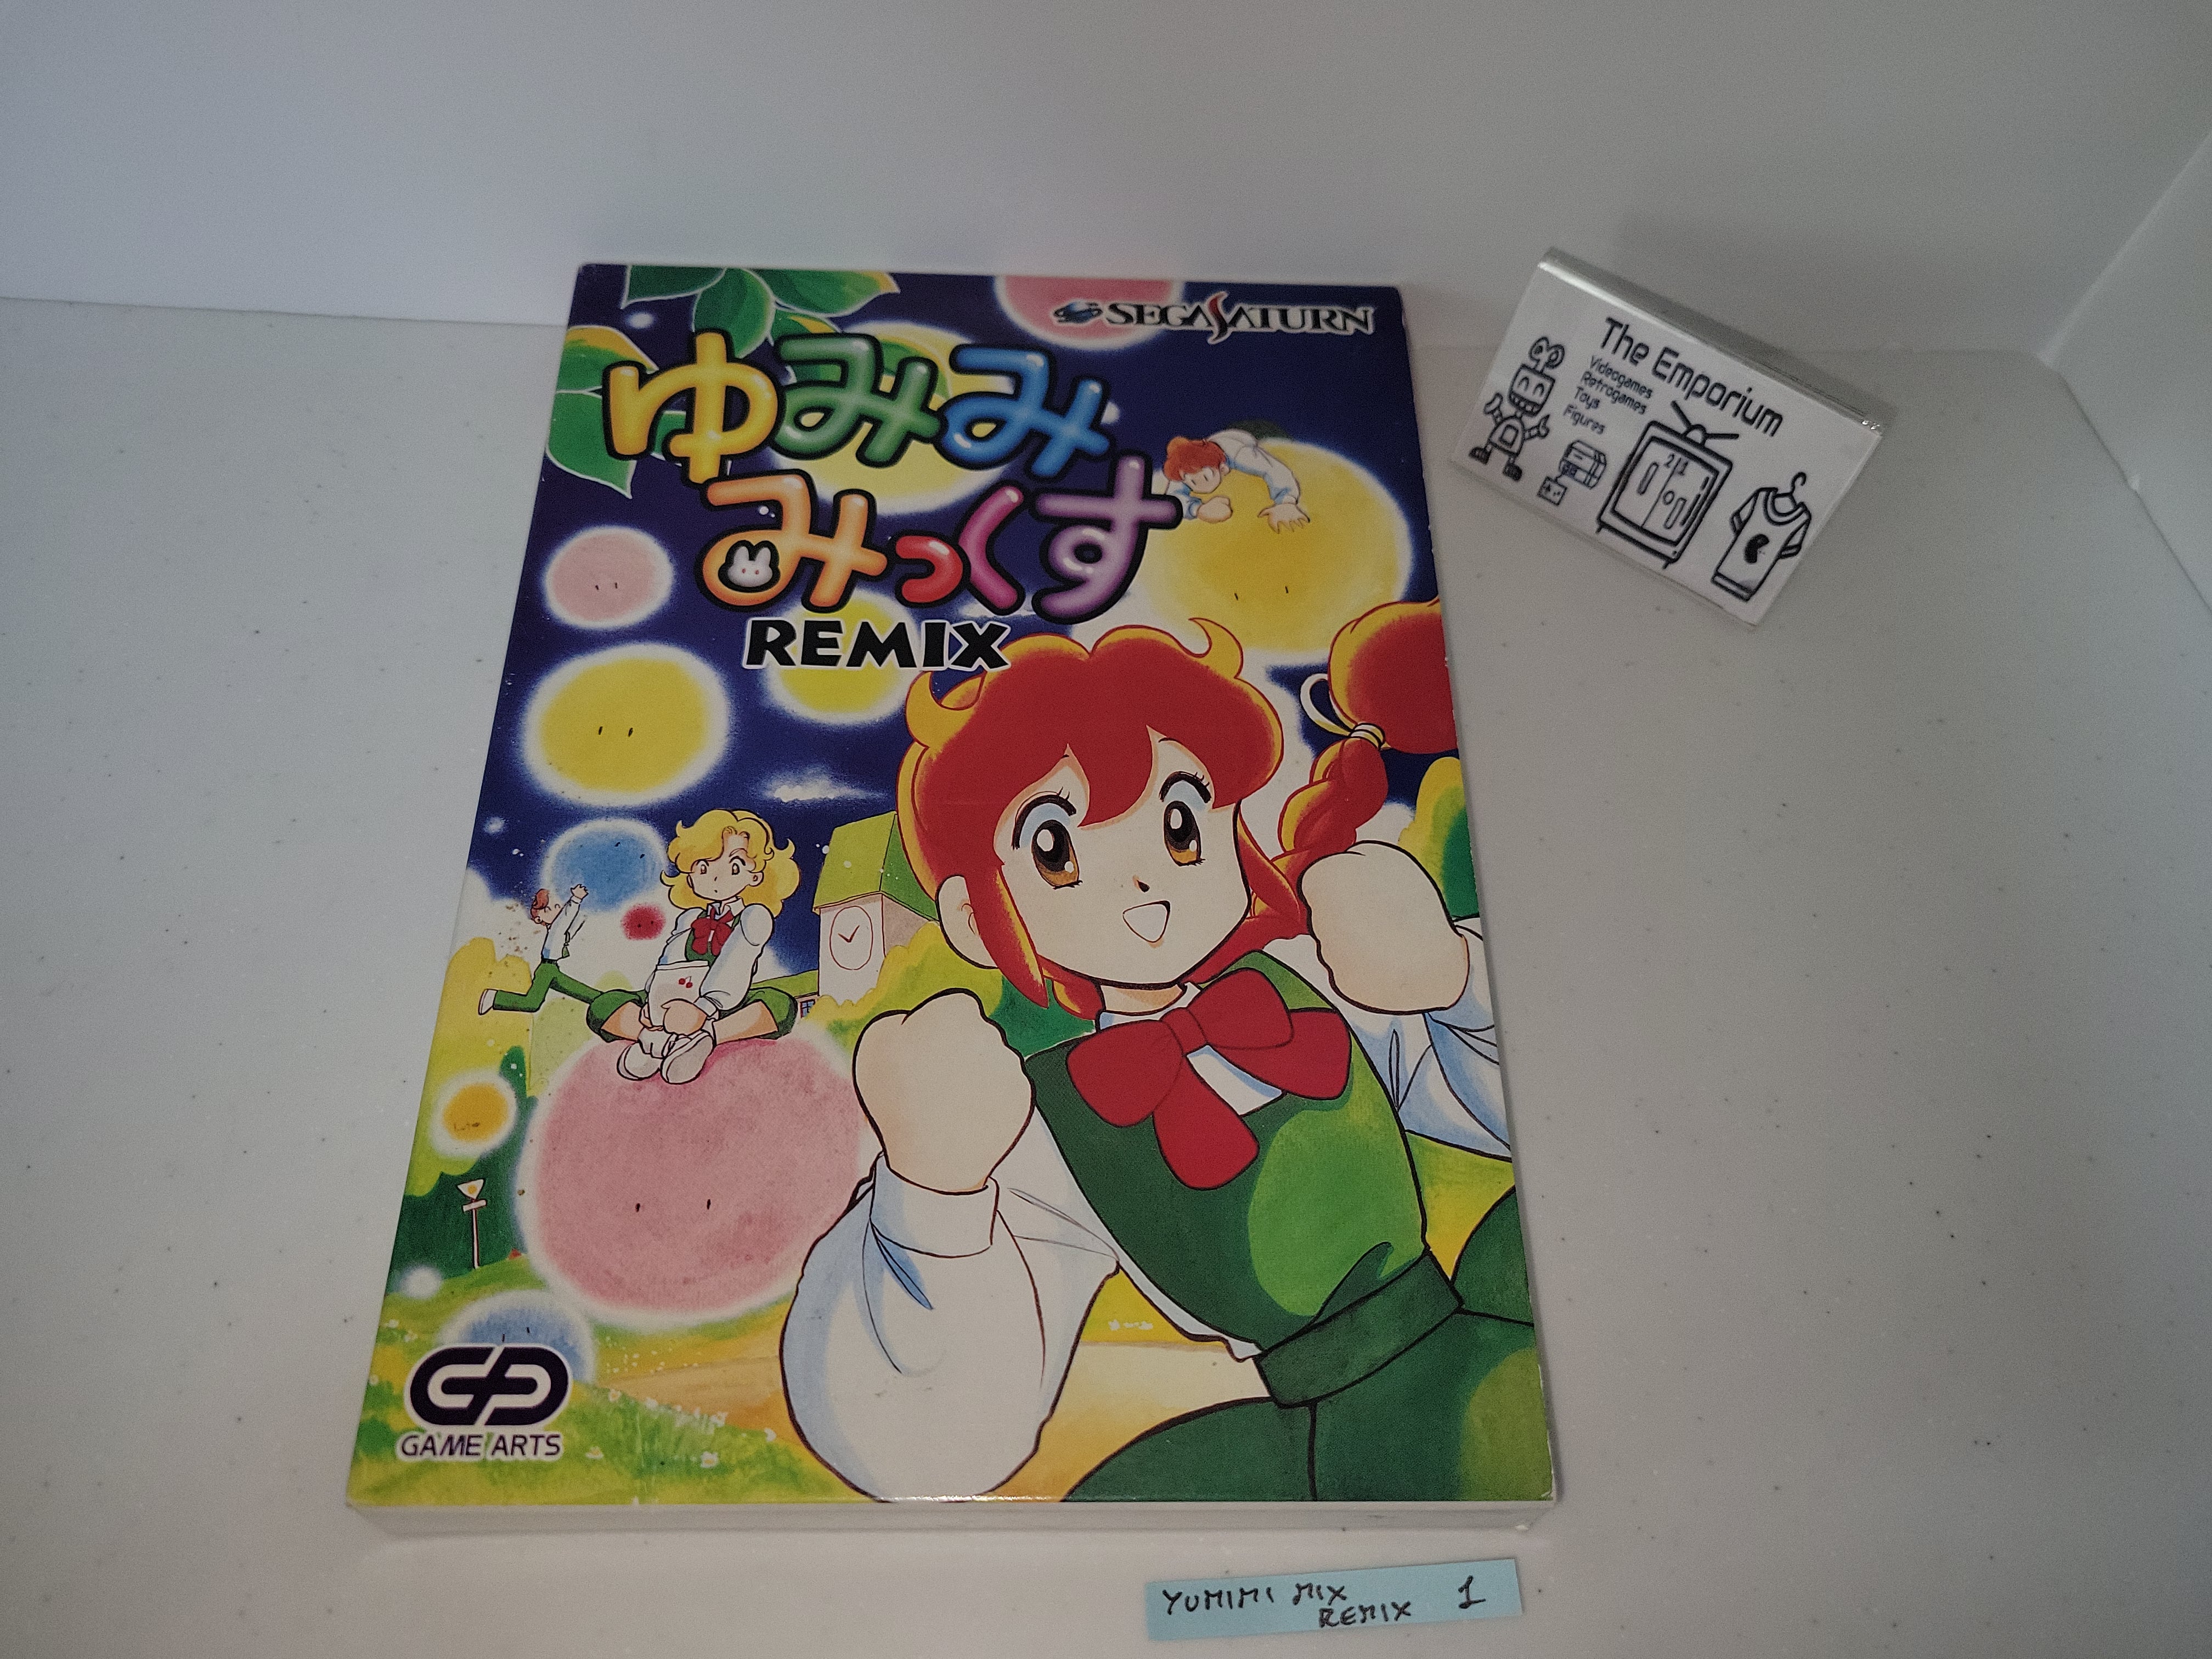 SEGA SATURN
ゆみみ
みっくす
REMIX
GAME ARTS
The Emporium
Videogames
Retrogames
Toys
Figures
21
YUMIMI MIX
REMIX 1